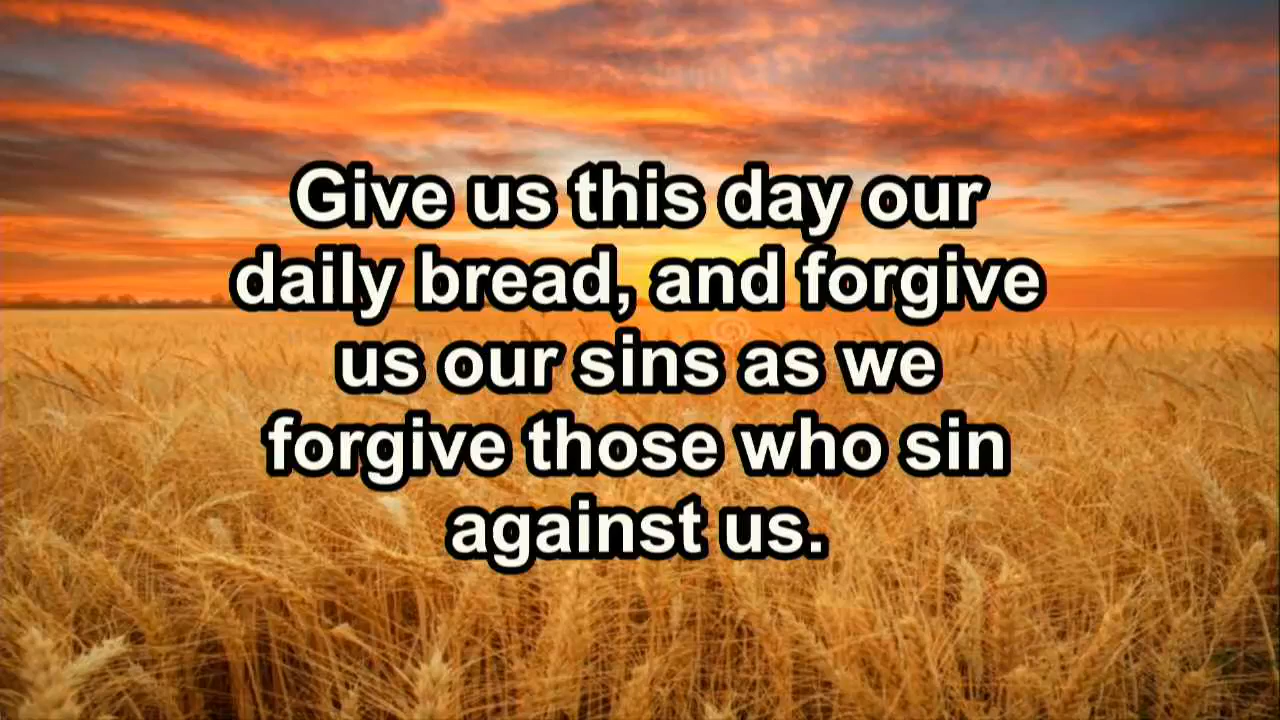 Give us this day our
daily bread, and forgive
us our sins as we
forgive those who sin
against us.